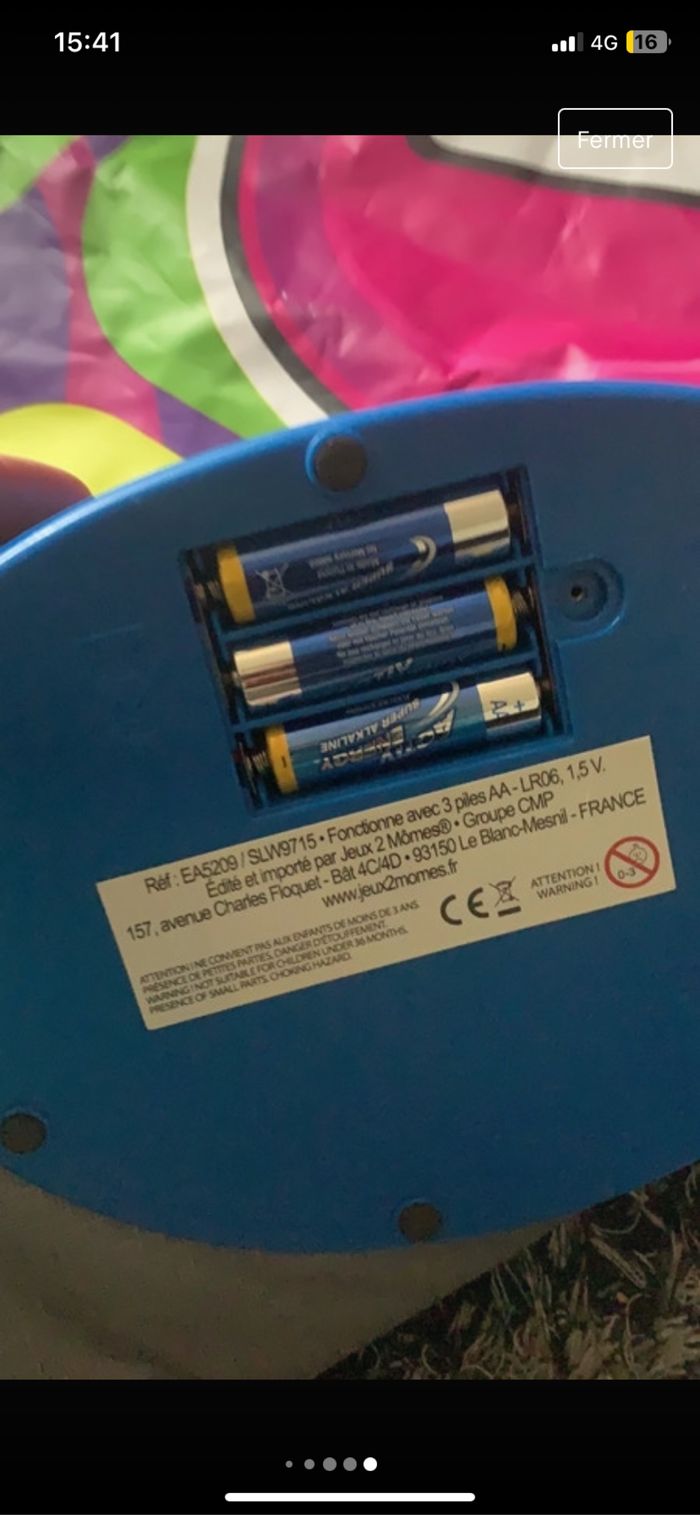 15:41
4G 16
Fermer
SUPER ALKALINE
ACTIV
ENERGY
SUPER ALKALINE
+
AA
-
Réf : EA5209 / SLW9715 • Fonctionne avec 3 piles AA - LR06, 1,5 V.
Édité et importé par Jeux 2 Mômes® • Groupe CMP
157, avenue Charles Floquet - Bât 4C/4D • 93150 Le Blanc-Mesnil - FRANCE
www.jeux2momes.fr
ATTENTION ! NE CONVIENT PAS AUX ENFANTS DE MOINS DE 3 ANS.
PRÉSENCE DE PETITES PARTIES, DANGER D'ÉTOUFFEMENT.
WARNING ! NOT SUITABLE FOR CHILDREN UNDER 36 MONTHS.
PRESENCE OF SMALL PARTS. CHOKING HAZARD.
CE
ATTENTION !
WARNING !
0-3